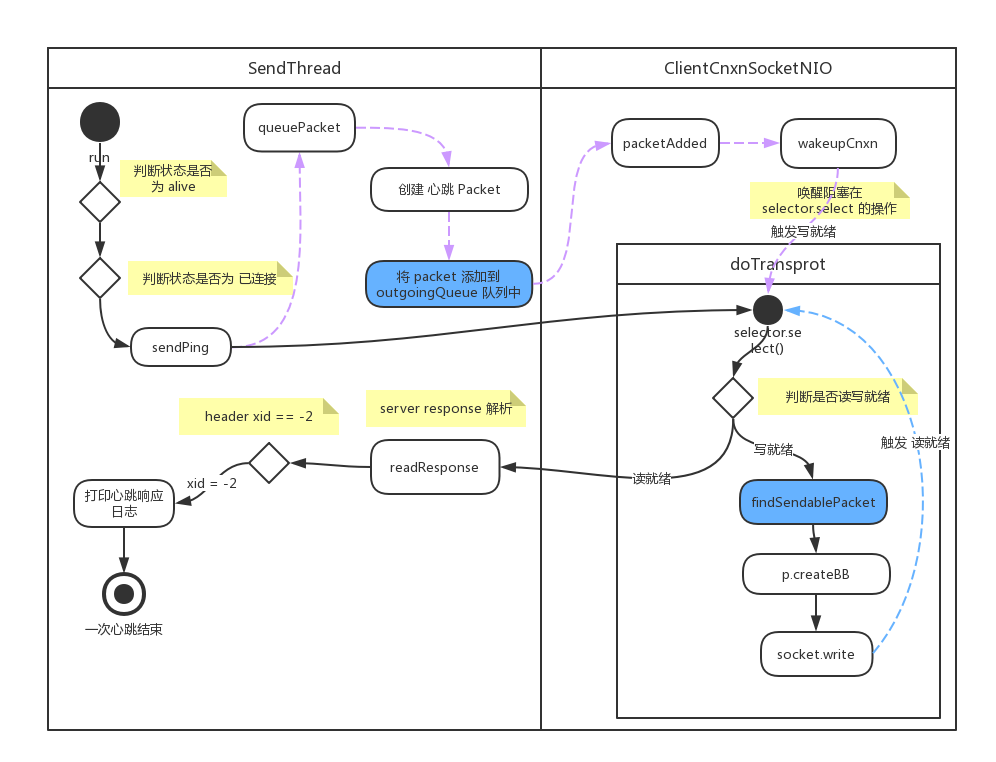 SendThread
ClientCnxnSocketNIO
run
判断状态是否
为 alive
判断状态是否为 已连接
sendPing
queuePacket
创建 心跳 Packet
将 packet 添加到
outgoingQueue 队列中
packetAdded
wakeupCnxn
唤醒阻塞在
selector.select 的操作
触发写就绪
doTransprot
selector.se
lect()
判断是否读写就绪
写就绪
读就绪
触发 读就绪
findSendablePacket
p.createBB
socket.write
server response 解析
readResponse
header xid == -2
xid = -2
打印心跳响应
日志
一次心跳结束